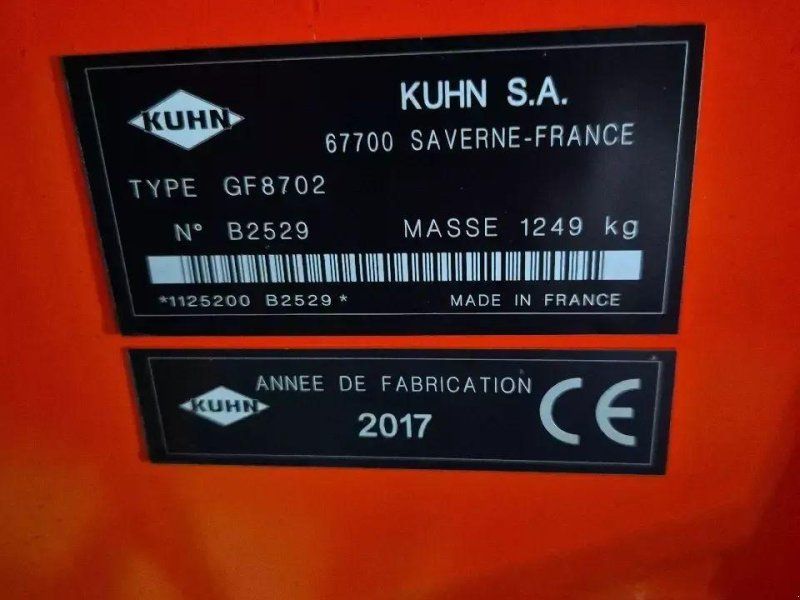 KUHN
KUHN S.A.
67700 SAVERNE-FRANCE
TYPE GF8702
N° B2529 MASSE 1249 kg
*1125200 B2529* MADE IN FRANCE
KUHN
ANNEE DE FABRICATION
2017
CE